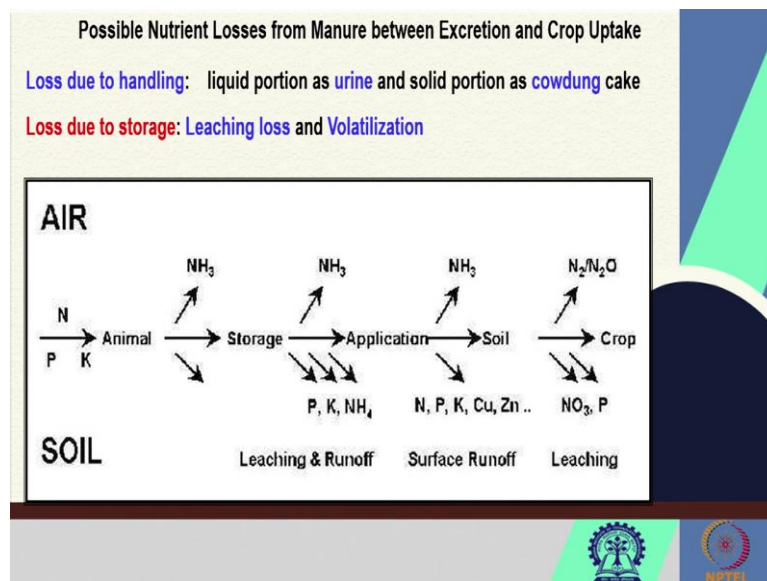 Possible Nutrient Losses from Manure between Excretion and Crop Uptake
Loss due to handling: liquid portion as urine and solid portion as cowdung cake
Loss due to storage: Leaching loss and Volatilization
AIR
NH₃ NH₃ NH₃ N₂/N₂O
N
Animal Storage Application Soil Crop
P K
P, K, NH₄ N, P, K, Cu, Zn .. NO₃, P
SOIL Leaching & Runoff Surface Runoff Leaching
NPTEL